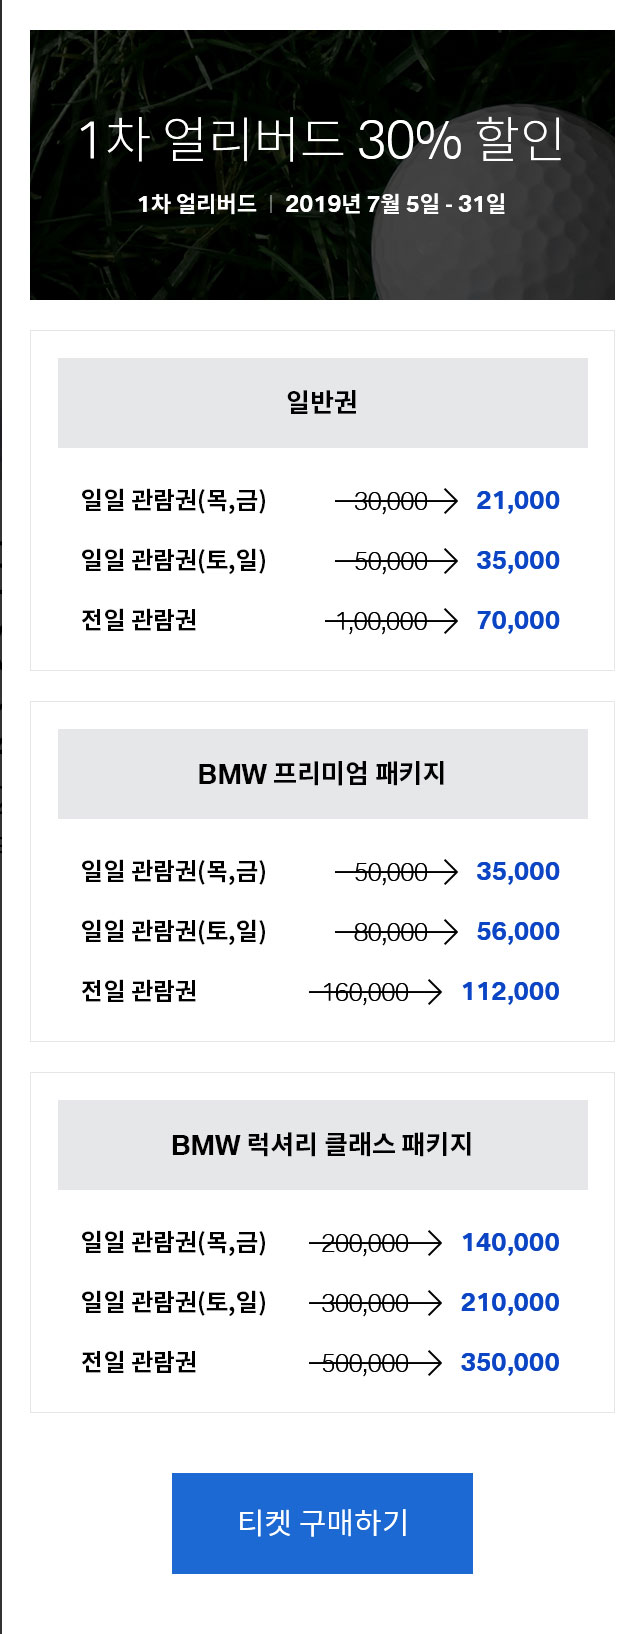 1차 얼리버드 30% 할인
1차 얼리버드 | 2019년 7월 5일 - 31일
일반권
일일 관람권(목,금) 30,000 → 21,000
일일 관람권(토,일) 50,000 → 35,000
전일 관람권 1,00,000 → 70,000
BMW 프리미엄 패키지
일일 관람권(목,금) 50,000 → 35,000
일일 관람권(토,일) 80,000 → 56,000
전일 관람권 160,000 → 112,000
BMW 럭셔리 클래스 패키지
일일 관람권(목,금) 200,000 → 140,000
일일 관람권(토,일) 300,000 → 210,000
전일 관람권 500,000 → 350,000
티켓 구매하기